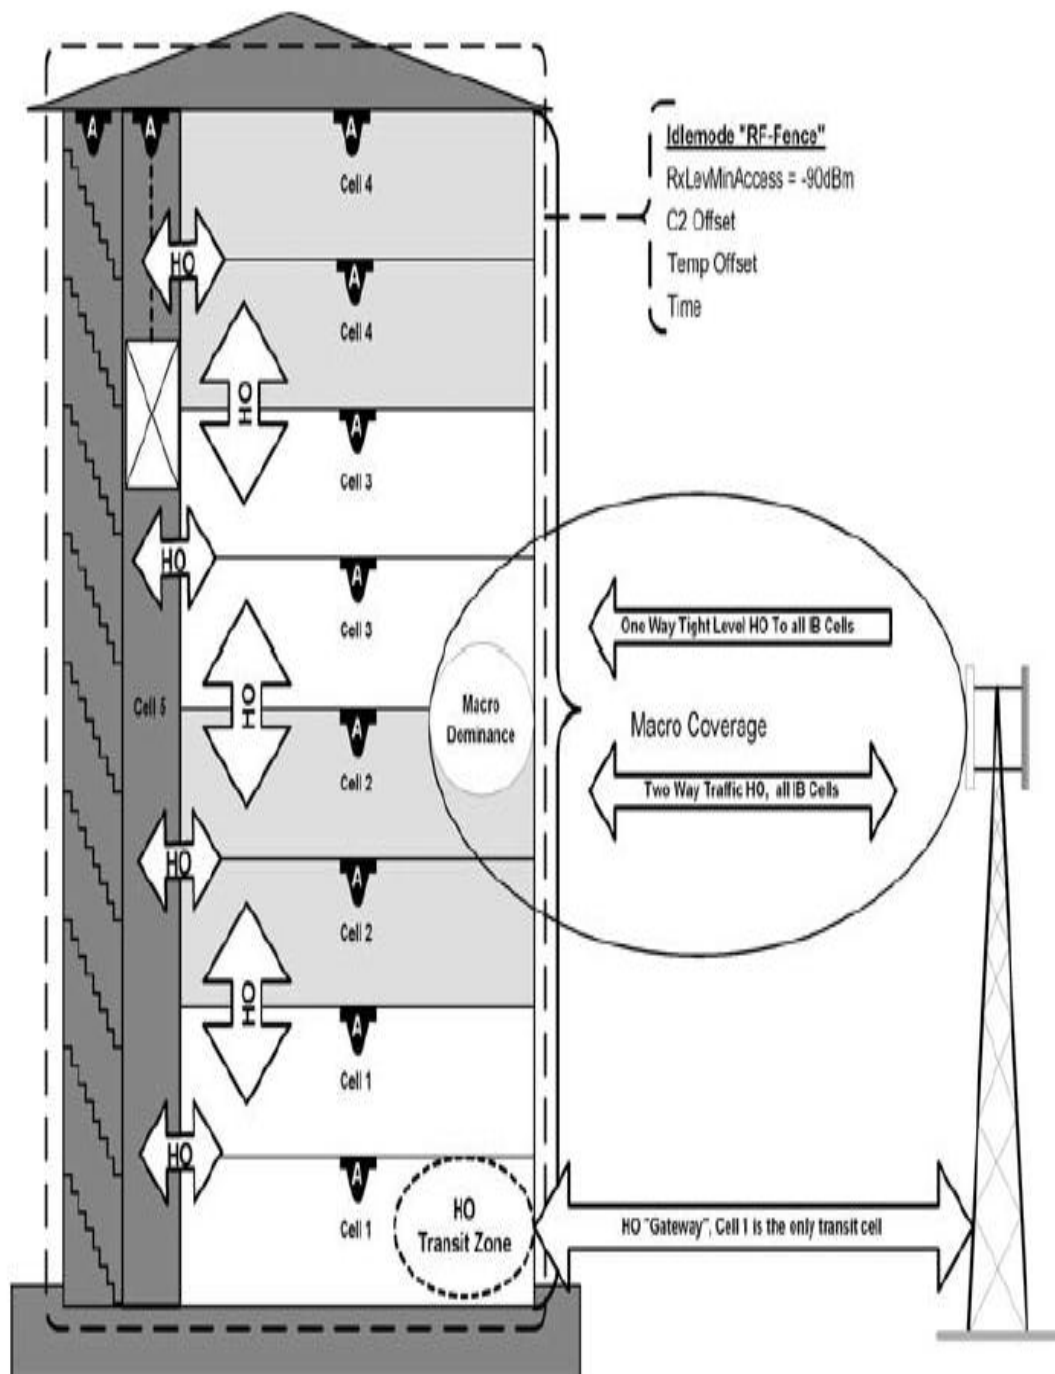 A
A
A
Cell 4
Idlemode "RF-Fence"
RxLevMinAccess = -90dBm
C2 Offset
Temp Offset
Time
HO
A
Cell 4
HO
A
Cell 3
HO
A
Cell 3
One Way Tight Level HO To all IB Cells
HO
Cell 5
Macro
Dominance
Macro Coverage
A
Cell 2
Two Way Traffic HO, all IB Cells
HO
A
Cell 2
HO
A
Cell 1
HO
A
Cell 1
HO
Transit Zone
HO "Gateway", Cell 1 is the only transit cell